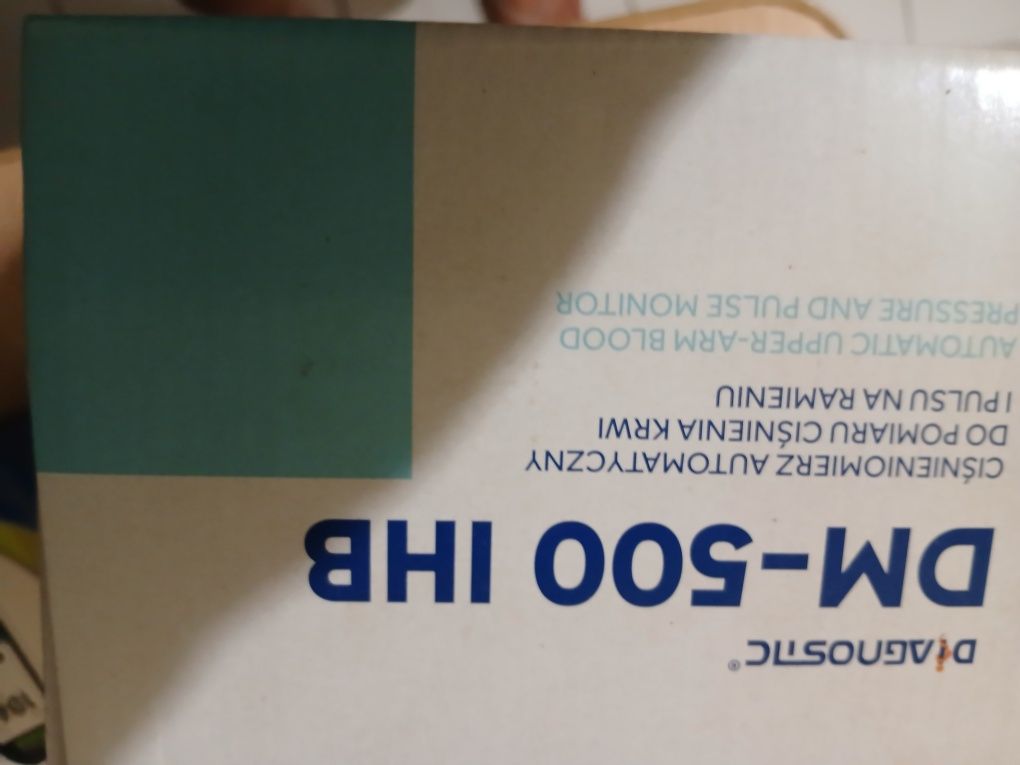 DIAGNOSTIC®
DM-500 IHB
CIŚNIENIOMIERZ AUTOMATYCZNY
DO POMIARU CIŚNIENIA KRWI
I PULSU NA RAMIENIU
AUTOMATIC UPPER-ARM BLOOD
PRESSURE AND PULSE MONITOR